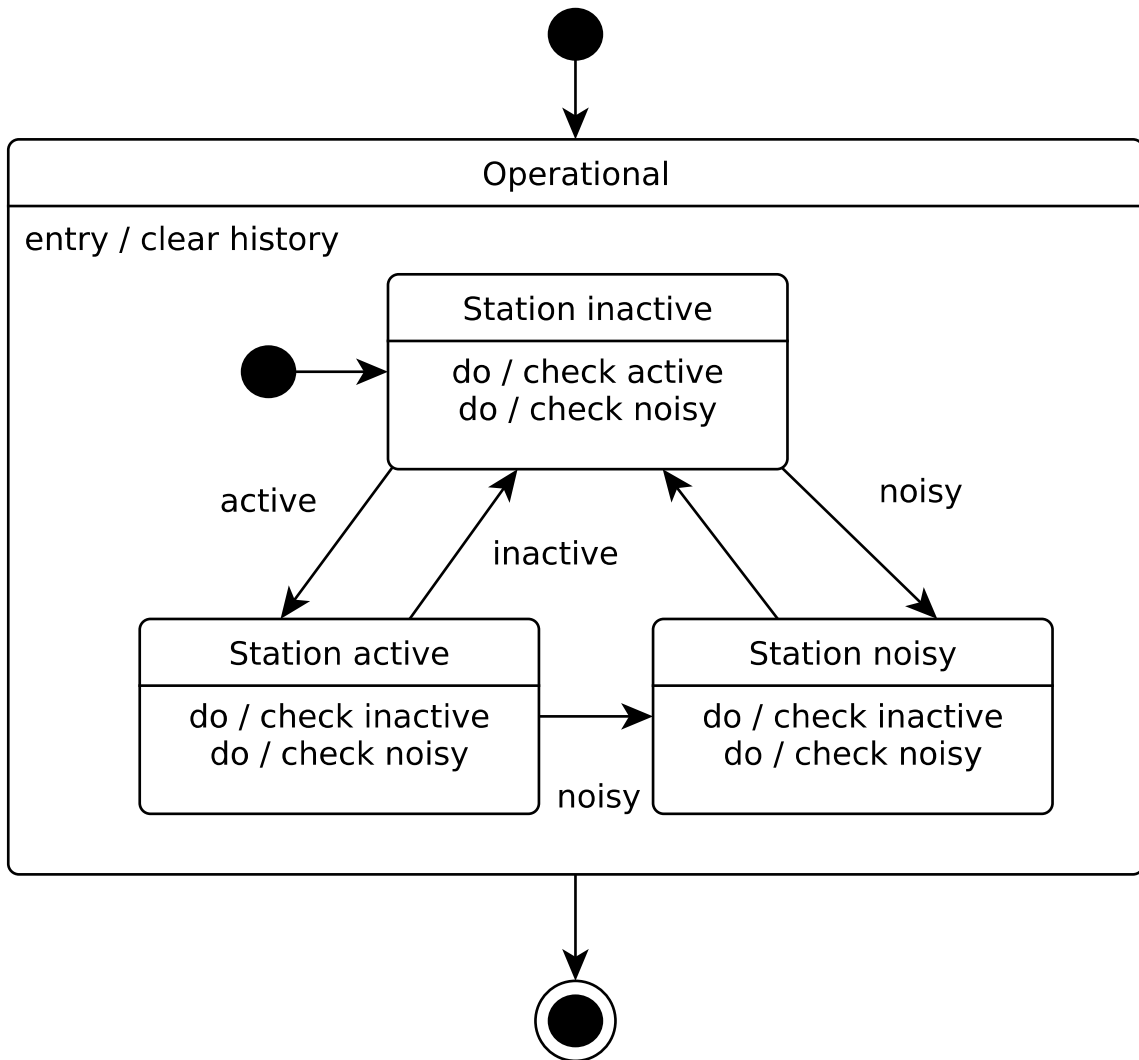 Operational
entry / clear history
Station inactive
do / check active
do / check noisy
active
noisy
inactive
Station active
do / check inactive
do / check noisy
Station noisy
do / check inactive
do / check noisy
noisy